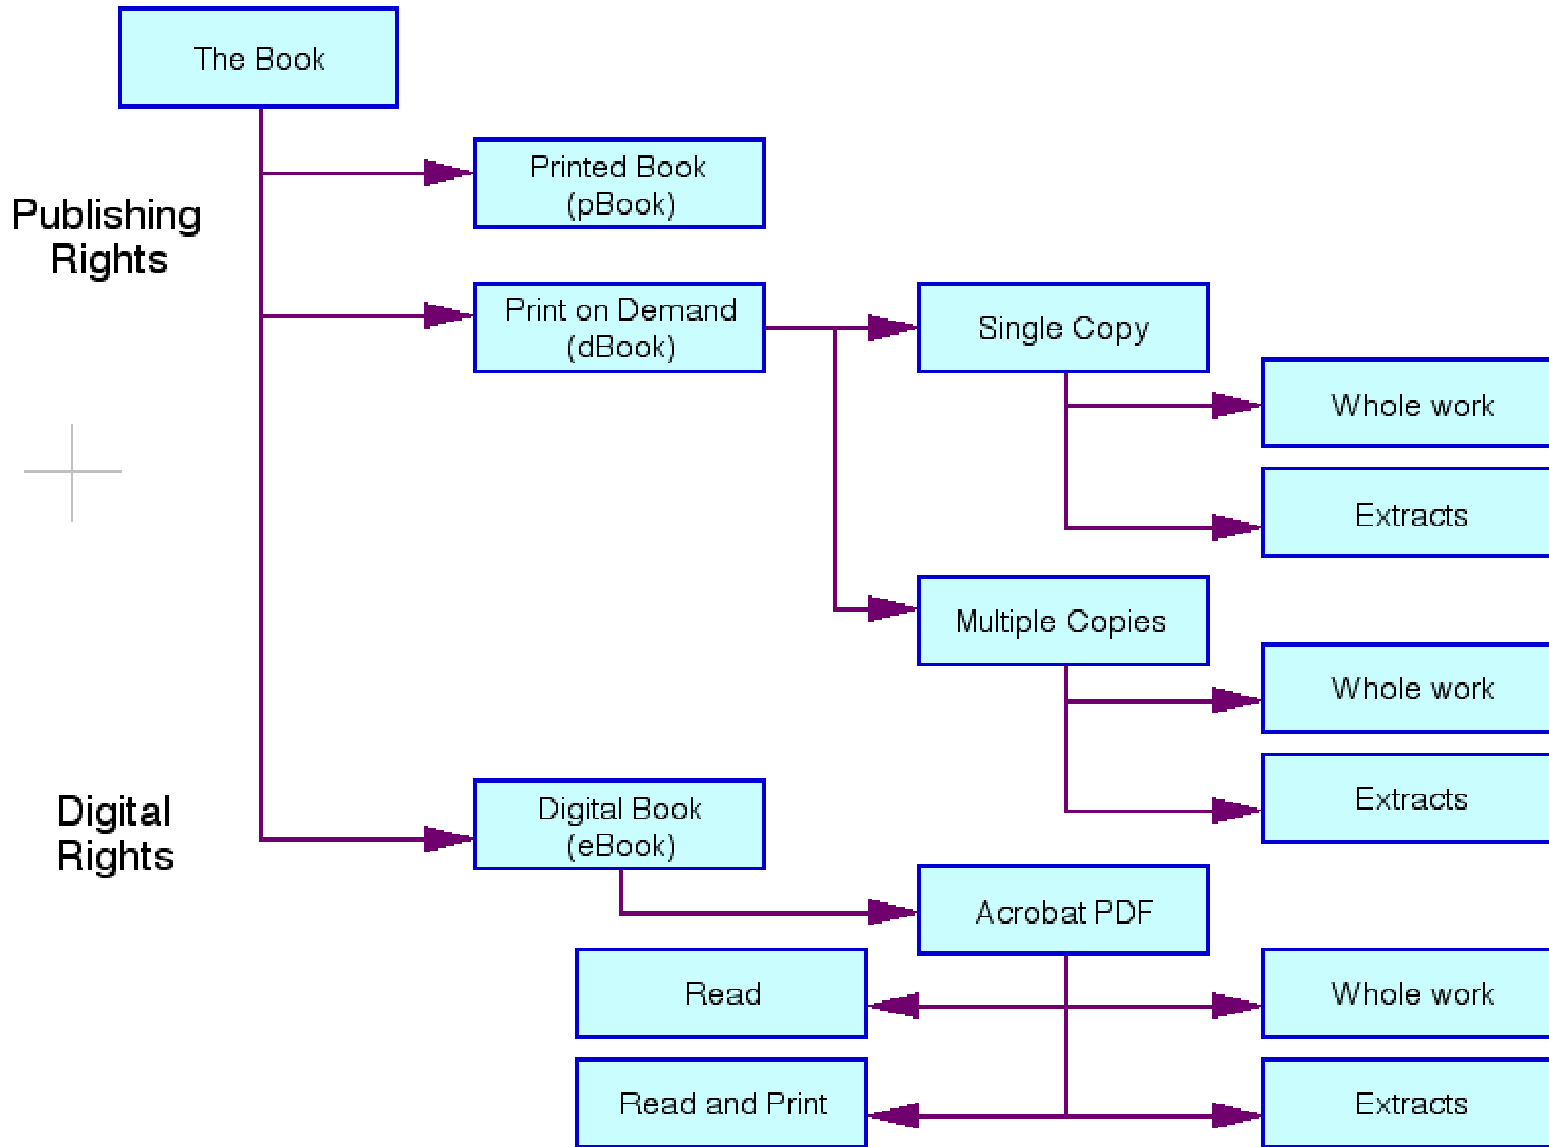 The Book
Printed Book
(pBook)
Publishing
Rights
Print on Demand
(dBook)
Single Copy
Whole work
Extracts
Multiple Copies
Whole work
Extracts
Digital
Rights
Digital Book
(eBook)
Acrobat PDF
Read
Whole work
Read and Print
Extracts